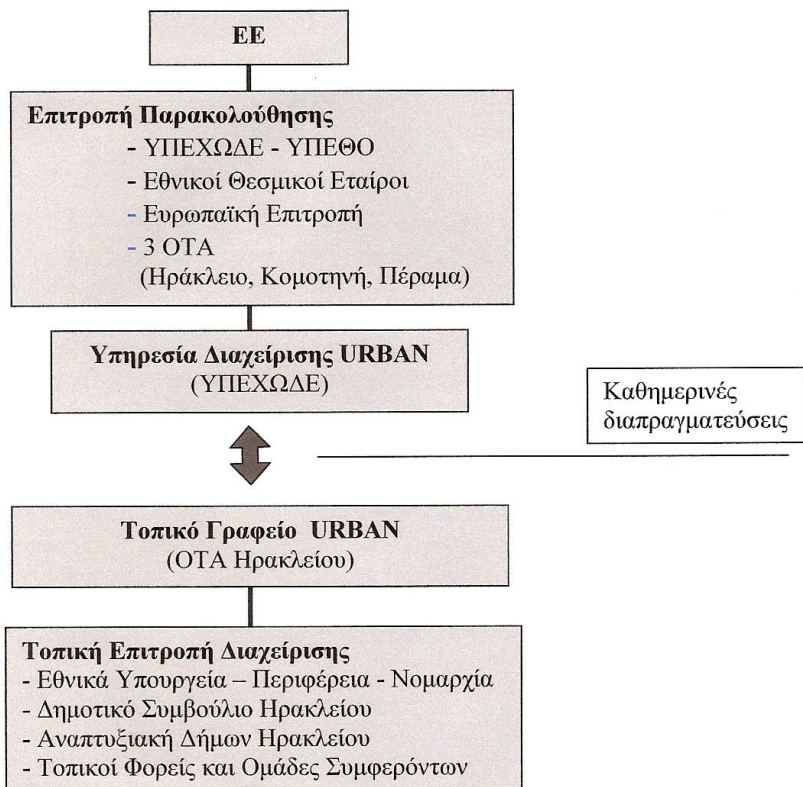 ΕΕ
Επιτροπή Παρακολούθησης
- ΥΠΕΧΩΔΕ - ΥΠΕΘΟ
- Εθνικοί Θεσμικοί Εταίροι
- Ευρωπαϊκή Επιτροπή
- 3 ΟΤΑ
(Ηράκλειο, Κομοτηνή, Πέραμα)
Υπηρεσία Διαχείρισης URBAN
(ΥΠΕΧΩΔΕ)
Καθημερινές
διαπραγματεύσεις
Τοπικό Γραφείο URBAN
(ΟΤΑ Ηρακλείου)
Τοπική Επιτροπή Διαχείρισης
- Εθνικά Υπουργεία – Περιφέρεια - Νομαρχία
- Δημοτικό Συμβούλιο Ηρακλείου
- Αναπτυξιακή Δήμων Ηρακλείου
- Τοπικοί Φορείς και Ομάδες Συμφερόντων